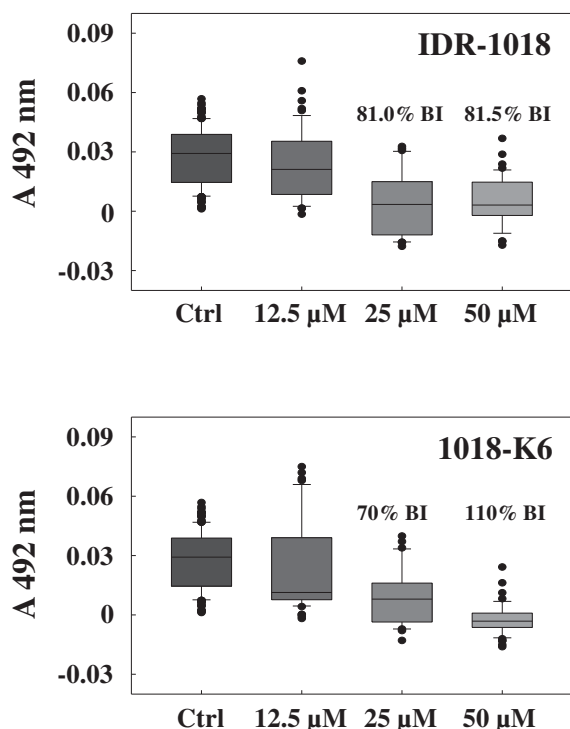 IDR-1018
0.09
0.06
81.0% BI 81.5% BI
0.03
0
-0.03
A 492 nm
Ctrl 12.5 µM 25 µM 50 µM
1018-K6
0.09
0.06
70% BI 110% BI
0.03
0
-0.03
A 492 nm
Ctrl 12.5 µM 25 µM 50 µM